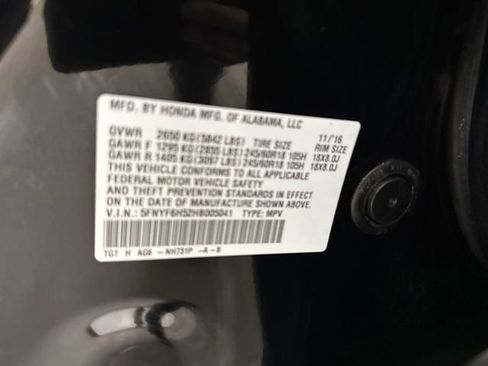 MFD. BY HONDA MFG. OF ALABAMA, LLC 11/'16
GVWR 2650 KG(5842 LBS) TIRE SIZE RIM SIZE
GAWR F 1295 KG(2855 LBS) 245/60R18 105H 18X8.0J
GAWR R 1405 KG(3097 LBS) 245/60R18 105H 18X8.0J
THIS VEHICLE CONFORMS TO ALL APPLICABLE
FEDERAL MOTOR VEHICLE SAFETY, BUMPER,
AND THEFT PREVENTION STANDARDS IN EFFECT
ON THE DATE OF MANUFACTURE SHOWN ABOVE.
V.I.N.: 5FNYF6H52HB005041 TYPE: MPV
TG7 H AD6 -NH731P -A-B